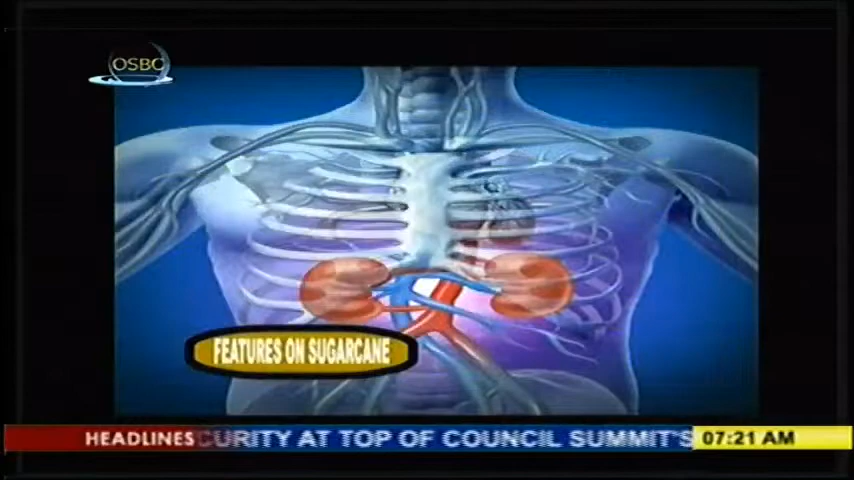 OSBC
FEATURES ON SUGARCANE
HEADLINES
CURITY AT TOP OF COUNCIL SUMMIT'S
07:21 AM